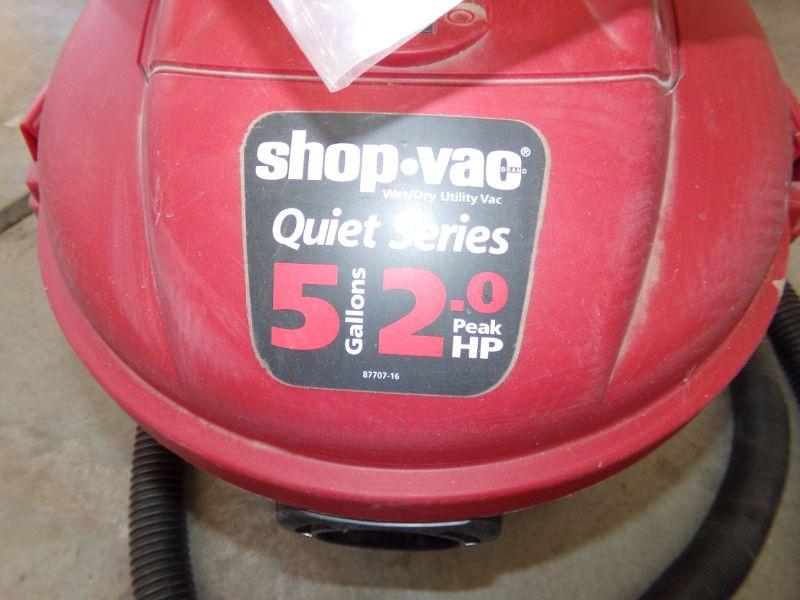 shop·vac®
BRAND
Wet/Dry Utility Vac
Quiet Series
5 Gallons
2.0 Peak HP
87707-16